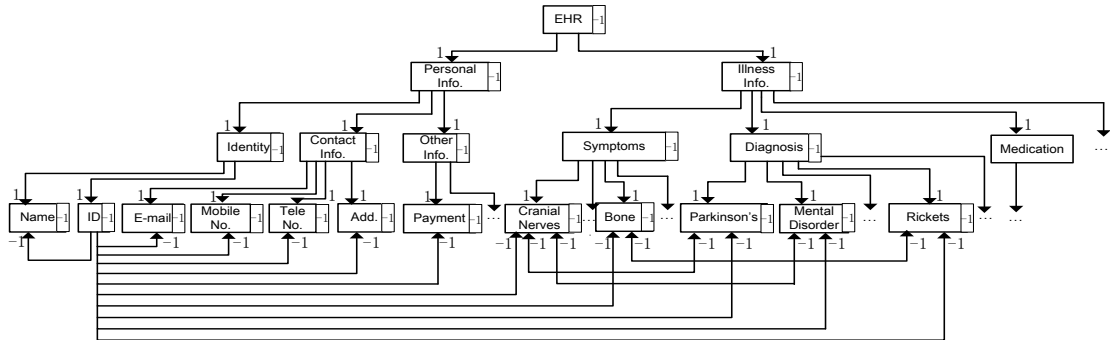 EHR -1
1 1
Personal Info. -1
Illness Info. -1
1 1 1 1 1 1 1
Identity -1
Contact Info. -1
Other Info. -1
Symptoms -1
Diagnosis -1
Medication
...
1 1 1 1 1 1 1 1 1 1 1 1
Name -1
ID -1
E-mail -1
Mobile No. -1
Tele No. -1
Add. -1
Payment -1
...
Cranial Nerves -1
...
Bone -1
...
Parkinson's -1
Mental Disorder -1
...
Rickets -1
...
...
-1 -1 -1 -1 -1 -1 -1 -1 -1 -1 -1 -1 -1 -1 -1 -1 -1